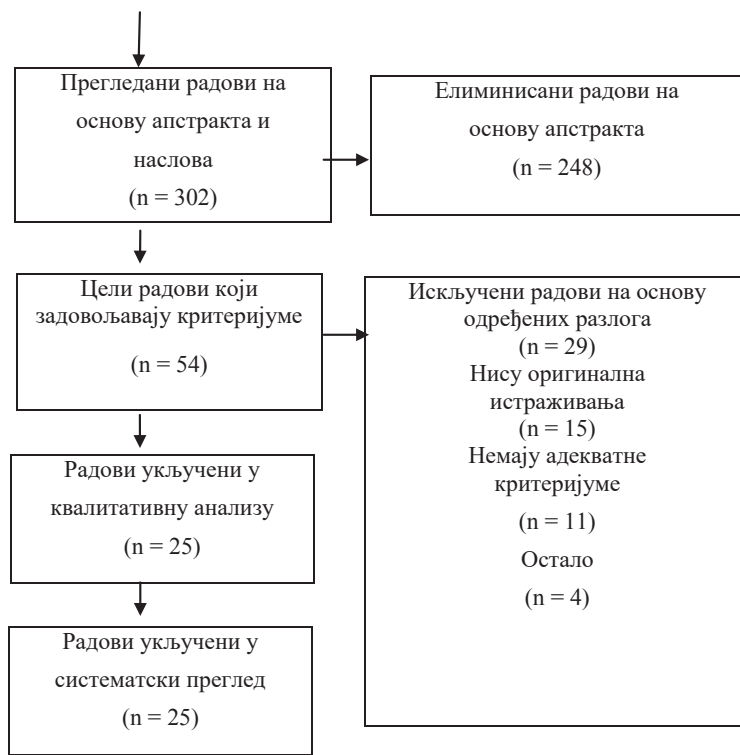 Прегледани радови на
основу апстракта и
наслова
(n = 302)
Елиминисани радови на
основу апстракта
(n = 248)
Цели радови који
задовољавају критеријуме
(n = 54)
Искључени радови на основу
одређених разлога
(n = 29)
Нису оригинална
истраживања
(n = 15)
Немају адекватне
критеријуме
(n = 11)
Остало
(n = 4)
Радови укључени у
квалитативну анализу
(n = 25)
Радови укључени у
систематски преглед
(n = 25)